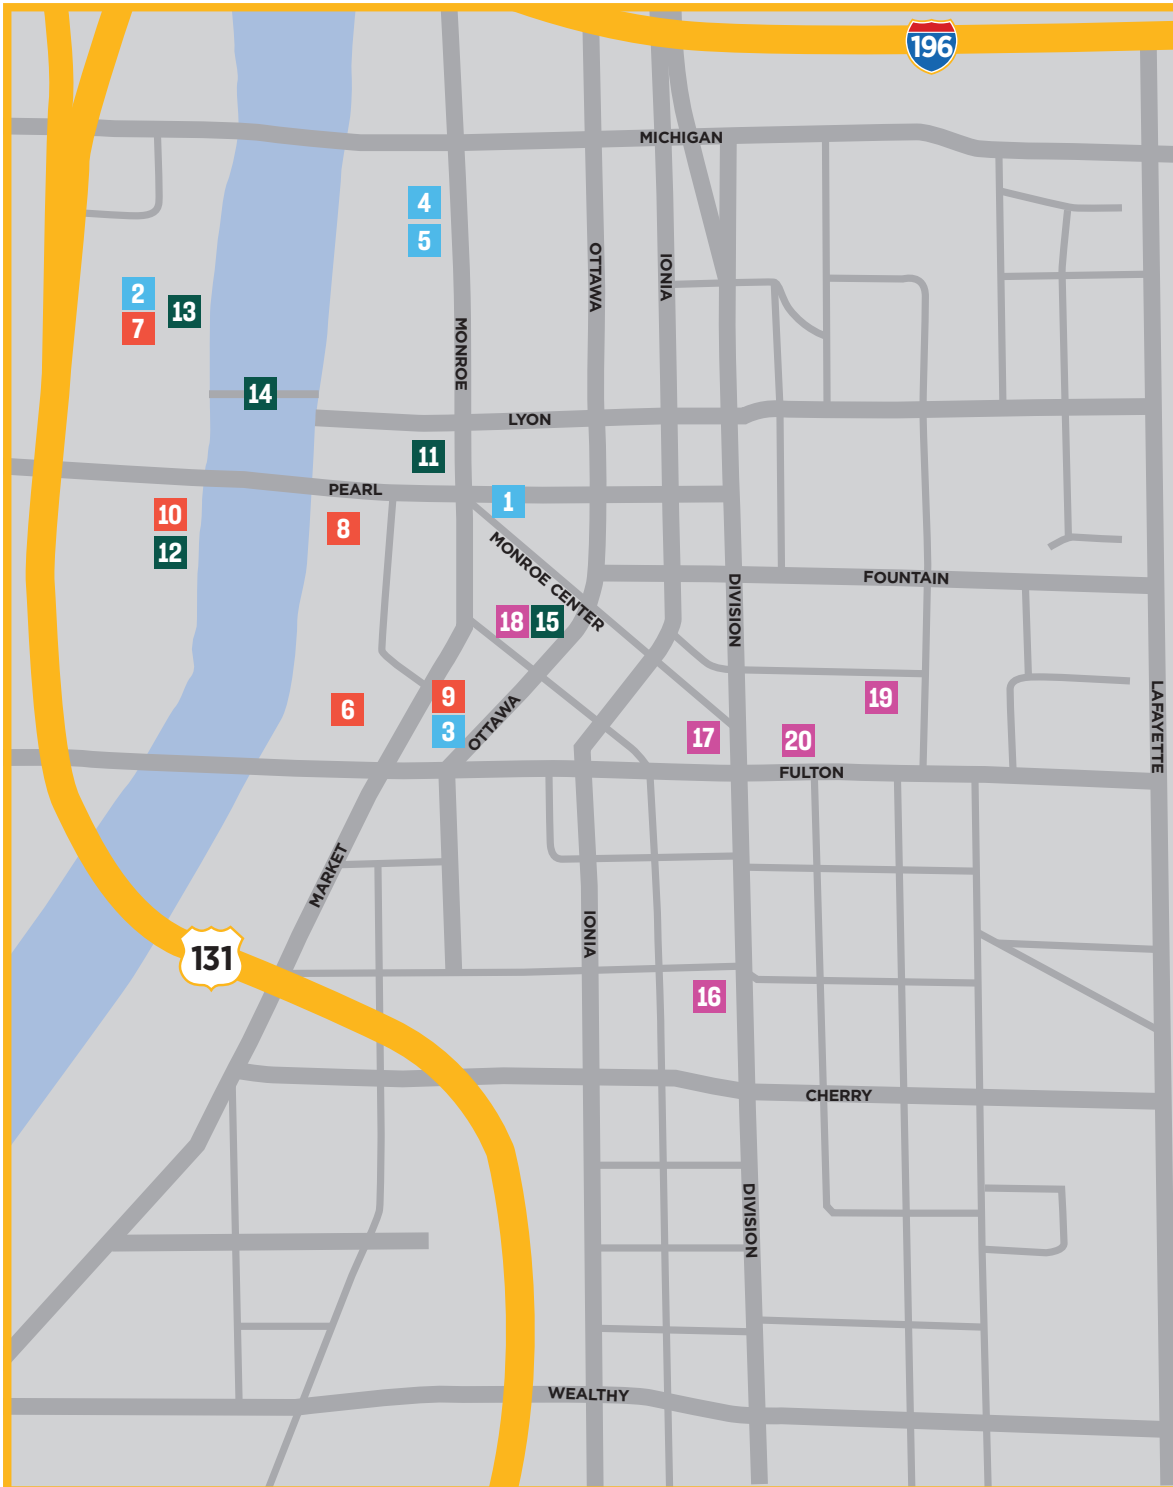 196
MICHIGAN
4
5
OTTAWA
IONIA
2
13
7
MONROE
14
LYON
11
PEARL
1
10
8
12
MONROE CENTER
DIVISION
FOUNTAIN
18
15
6
9
3
OTTAWA
17
20
19
LAFAYETTE
FULTON
MARKET
IONIA
131
16
CHERRY
DIVISION
WEALTHY